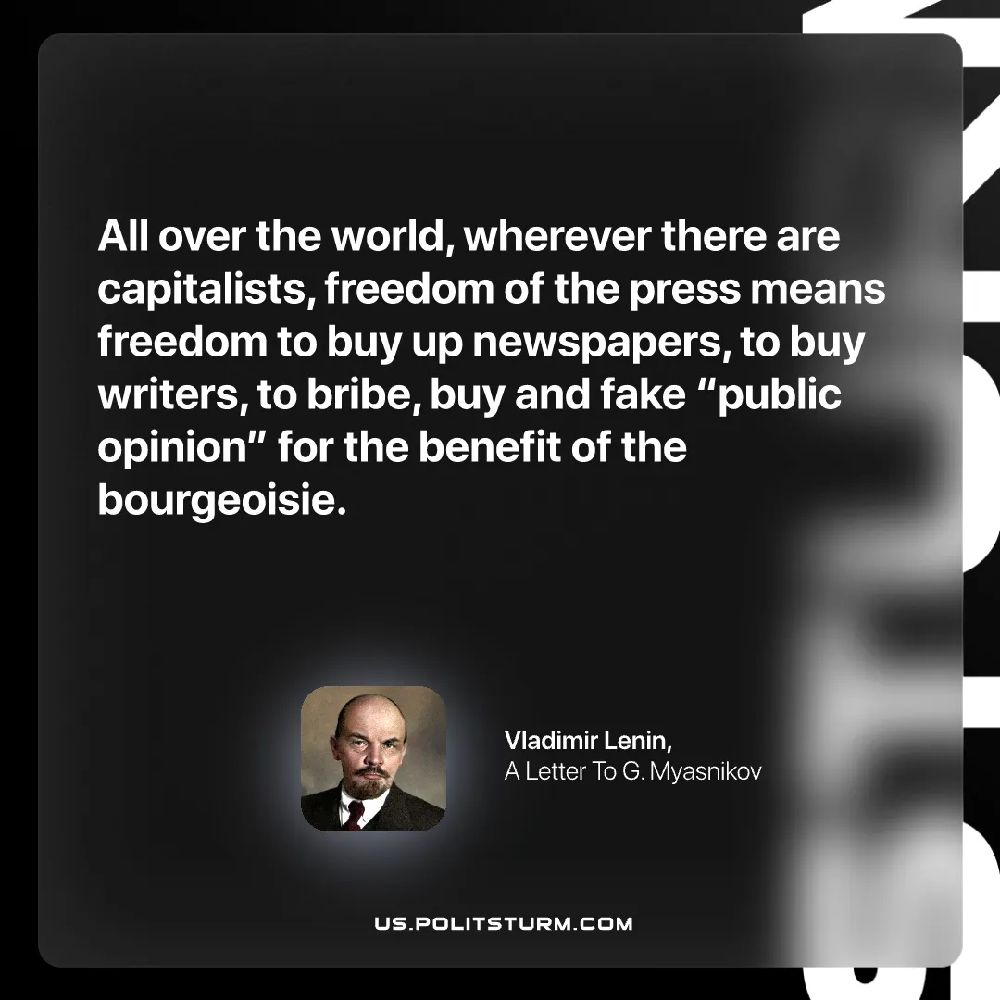 All over the world, wherever there are
capitalists, freedom of the press means
freedom to buy up newspapers, to buy
writers, to bribe, buy and fake “public
opinion” for the benefit of the
bourgeoisie.
Vladimir Lenin,
A Letter To G. Myasnikov
US.POLITSTURM.COM